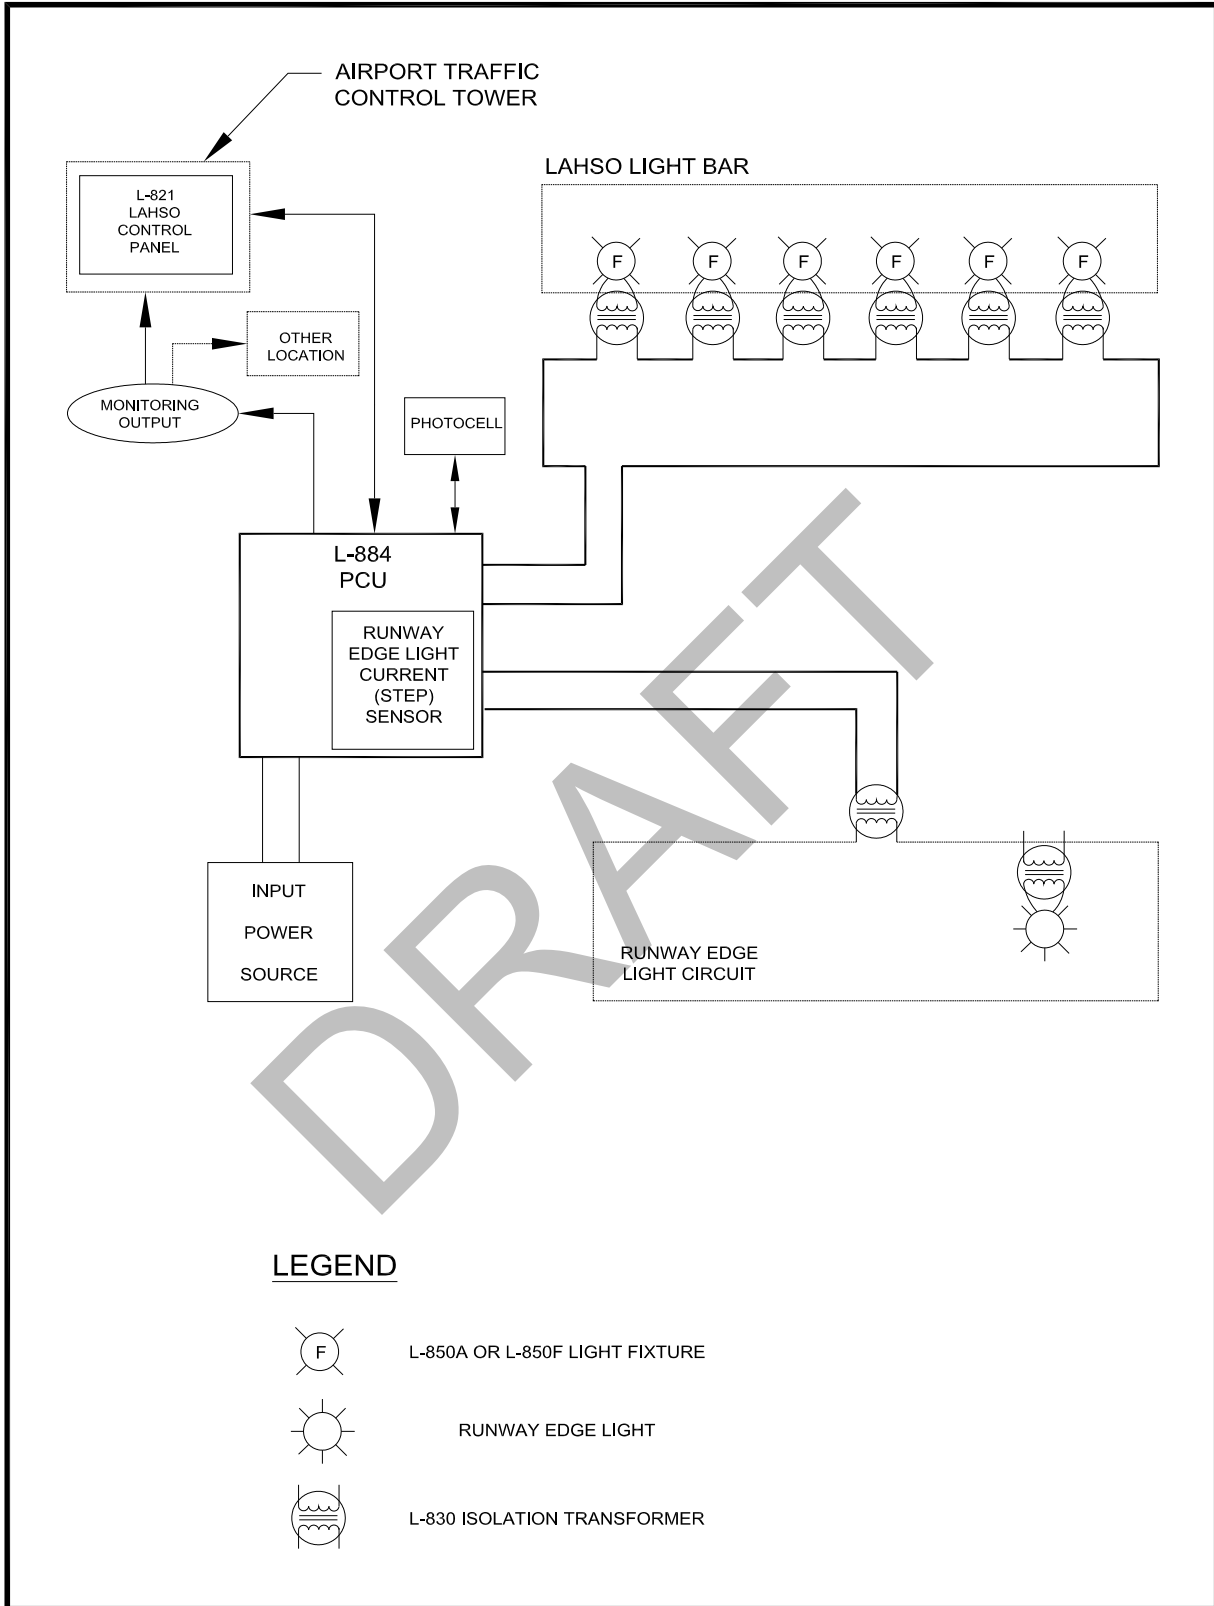 AIRPORT TRAFFIC
CONTROL TOWER
LAHSO LIGHT BAR
L-821
LAHSO
CONTROL
PANEL
F F F F F F
OTHER
LOCATION
MONITORING
OUTPUT
PHOTOCELL
L-884
PCU
RUNWAY
EDGE LIGHT
CURRENT
(STEP)
SENSOR
INPUT
POWER
SOURCE
RUNWAY EDGE
LIGHT CIRCUIT
DRAFT
LEGEND
F
L-850A OR L-850F LIGHT FIXTURE
RUNWAY EDGE LIGHT
L-830 ISOLATION TRANSFORMER